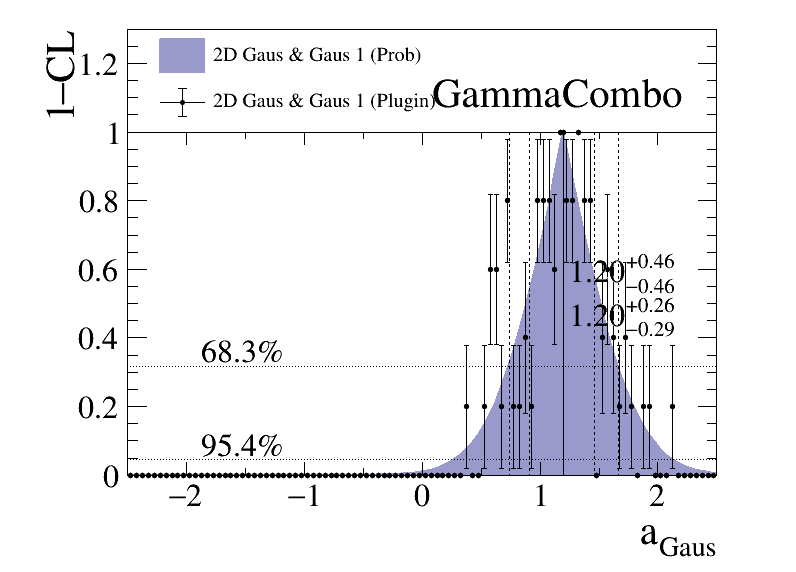 1–CL
2D Gaus & Gaus 1 (Prob)
2D Gaus & Gaus 1 (Plugin)
GammaCombo
1.2
1
0.8
0.6
0.4
0.2
0
1.20 +0.46 −0.46
1.20 +0.26 −0.29
68.3%
95.4%
−2 −1 0 1 2
a Gaus